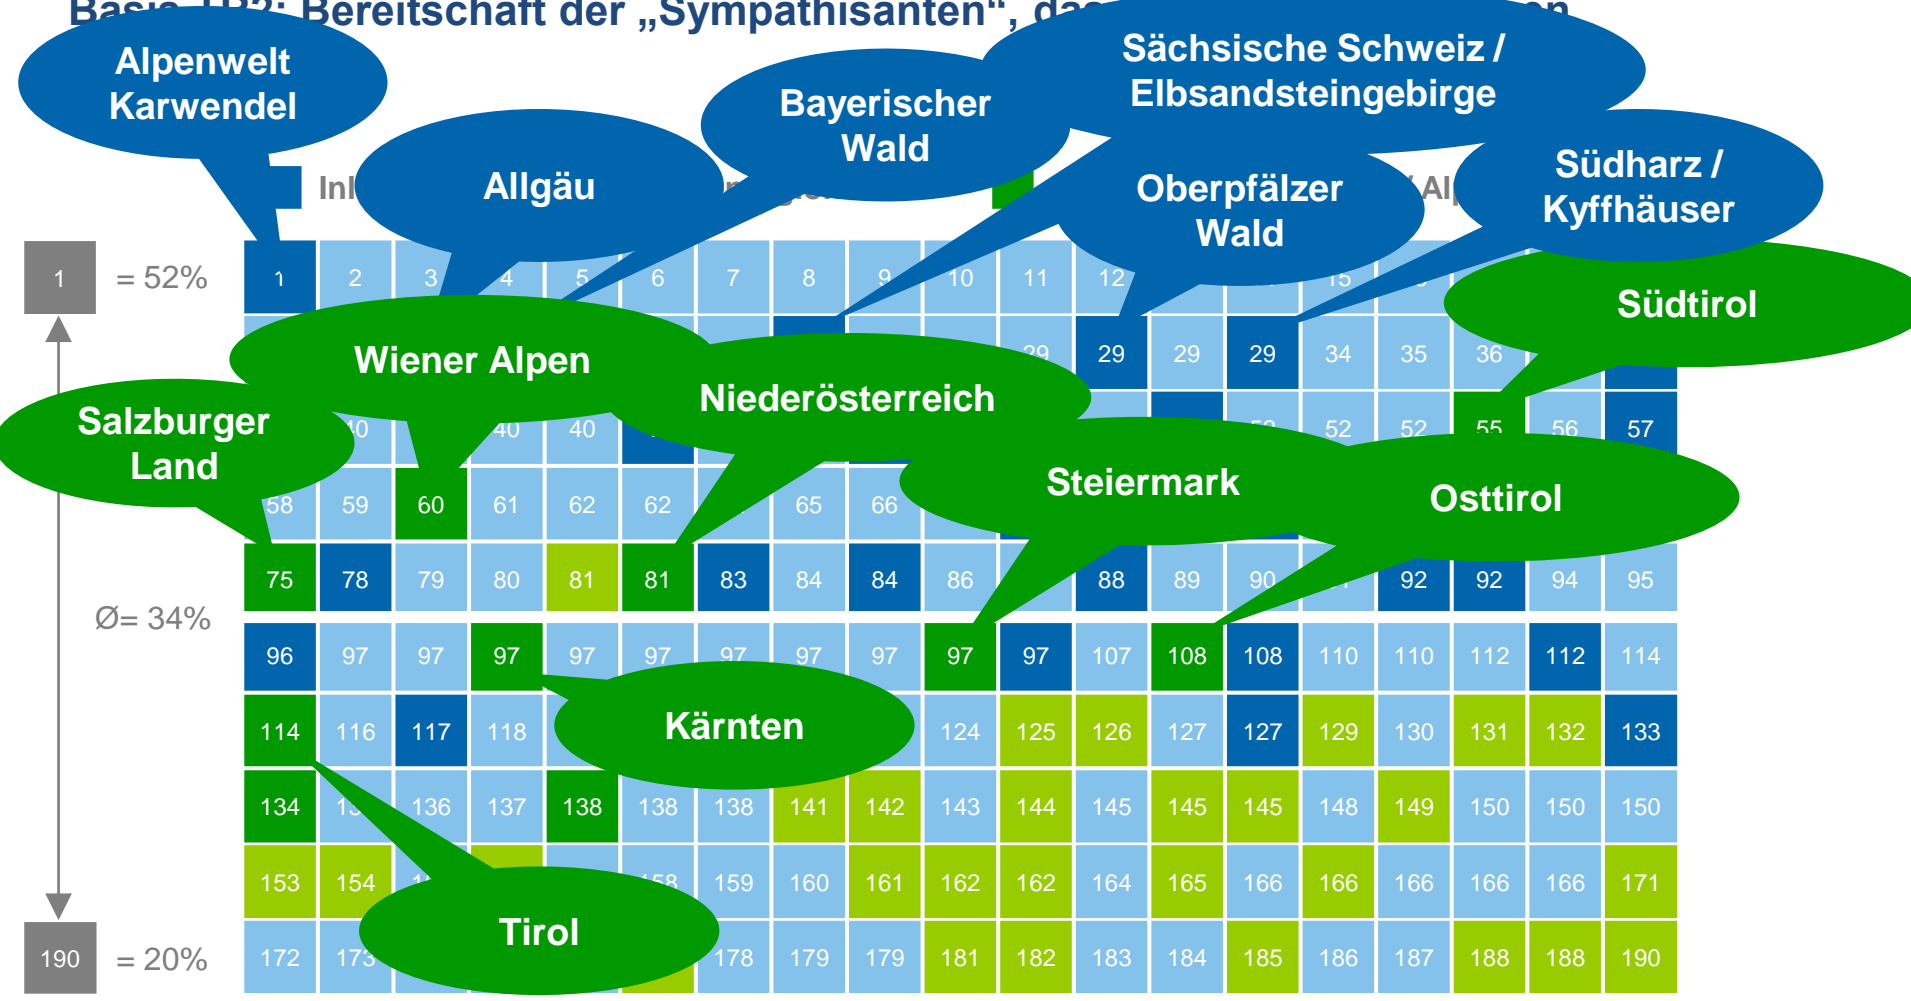 Bereitschaft der „Sympathisanten“,
Alpenwelt
Karwendel
Allgäu
Bayerischer
Wald
Sächsische Schweiz /
Elbsandsteingebirge
Oberpfälzer
Wald
Südharz /
Kyffhäuser
1 = 52%
1 2 3 4 5 6 7 8 9 10 11 12 15
Südtirol
Wiener Alpen
29 29 29 29 34 35 36
Niederösterreich
Salzburger
Land
40 40 40 52 52 52 55 56 57
Steiermark
Osttirol
58 59 60 61 62 62 65 66
75 78 79 80 81 81 83 84 84 86 88 89 90 92 92 94 95
Ø= 34%
96 97 97 97 97 97 97 97 97 97 97 107 108 108 110 110 112 112 114
Kärnten
114 116 117 118 124 125 126 127 127 129 130 131 132 133
134 136 137 138 138 138 141 142 143 144 145 145 145 148 149 150 150 150
153 154 158 159 160 161 162 162 164 165 166 166 166 166 166 171
Tirol
190 = 20%
172 173 178 179 179 181 182 183 184 185 186 187 188 188 190